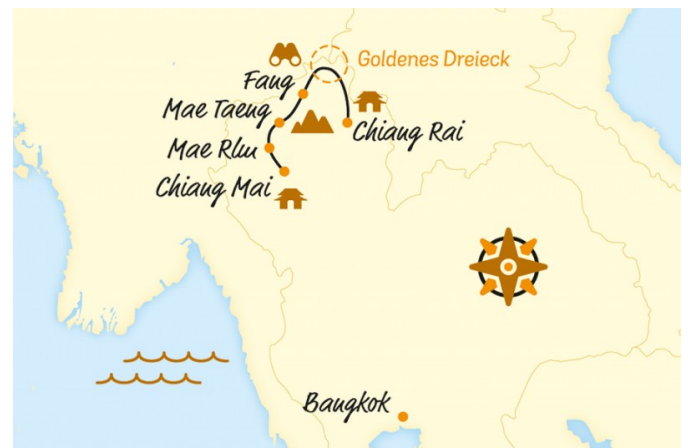 Goldenes Dreieck
Fang
Mae Taeng
Chiang Rai
Mae RIm
Chiang Mai
Bangkok